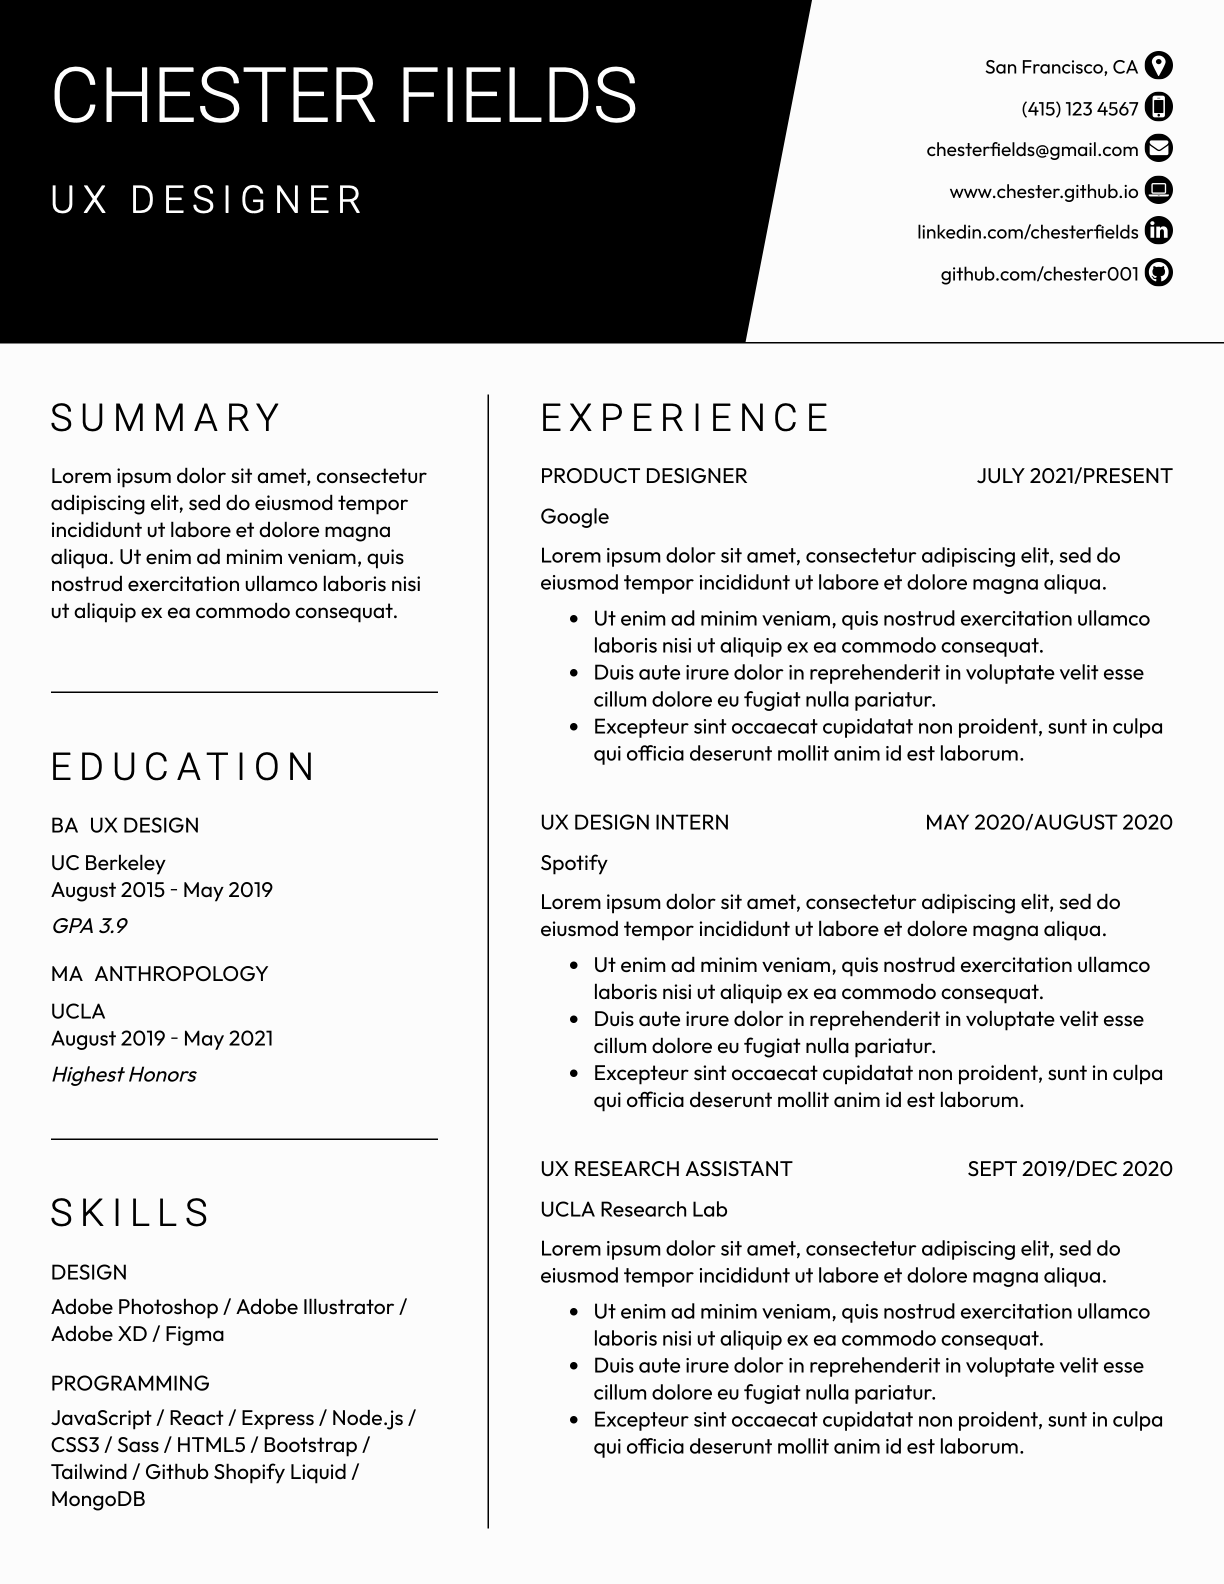 CHESTER FIELDS
UX DESIGNER
San Francisco, CA
(415) 123 4567
chesterfields@gmail.com
www.chester.github.io
linkedin.com/chesterfields
github.com/chester001
SUMMARY
Lorem ipsum dolor sit amet, consectetur
adipiscing elit, sed do eiusmod tempor
incididunt ut labore et dolore magna
aliqua. Ut enim ad minim veniam, quis
nostrud exercitation ullamco laboris nisi
ut aliquip ex ea commodo consequat.
EDUCATION
BA UX DESIGN
UC Berkeley
August 2015 - May 2019
GPA 3.9
MA ANTHROPOLOGY
UCLA
August 2019 - May 2021
Highest Honors
SKILLS
DESIGN
Adobe Photoshop / Adobe Illustrator /
Adobe XD / Figma
PROGRAMMING
JavaScript / React / Express / Node.js /
CSS3 / Sass / HTML5 / Bootstrap /
Tailwind / Github Shopify Liquid /
MongoDB
EXPERIENCE
PRODUCT DESIGNER JULY 2021/PRESENT
Google
Lorem ipsum dolor sit amet, consectetur adipiscing elit, sed do
eiusmod tempor incididunt ut labore et dolore magna aliqua.
• Ut enim ad minim veniam, quis nostrud exercitation ullamco
laboris nisi ut aliquip ex ea commodo consequat.
• Duis aute irure dolor in reprehenderit in voluptate velit esse
cillum dolore eu fugiat nulla pariatur.
• Excepteur sint occaecat cupidatat non proident, sunt in culpa
qui officia deserunt mollit anim id est laborum.
UX DESIGN INTERN MAY 2020/AUGUST 2020
Spotify
Lorem ipsum dolor sit amet, consectetur adipiscing elit, sed do
eiusmod tempor incididunt ut labore et dolore magna aliqua.
• Ut enim ad minim veniam, quis nostrud exercitation ullamco
laboris nisi ut aliquip ex ea commodo consequat.
• Duis aute irure dolor in reprehenderit in voluptate velit esse
cillum dolore eu fugiat nulla pariatur.
• Excepteur sint occaecat cupidatat non proident, sunt in culpa
qui officia deserunt mollit anim id est laborum.
UX RESEARCH ASSISTANT SEPT 2019/DEC 2020
UCLA Research Lab
Lorem ipsum dolor sit amet, consectetur adipiscing elit, sed do
eiusmod tempor incididunt ut labore et dolore magna aliqua.
• Ut enim ad minim veniam, quis nostrud exercitation ullamco
laboris nisi ut aliquip ex ea commodo consequat.
• Duis aute irure dolor in reprehenderit in voluptate velit esse
cillum dolore eu fugiat nulla pariatur.
• Excepteur sint occaecat cupidatat non proident, sunt in culpa
qui officia deserunt mollit anim id est laborum.